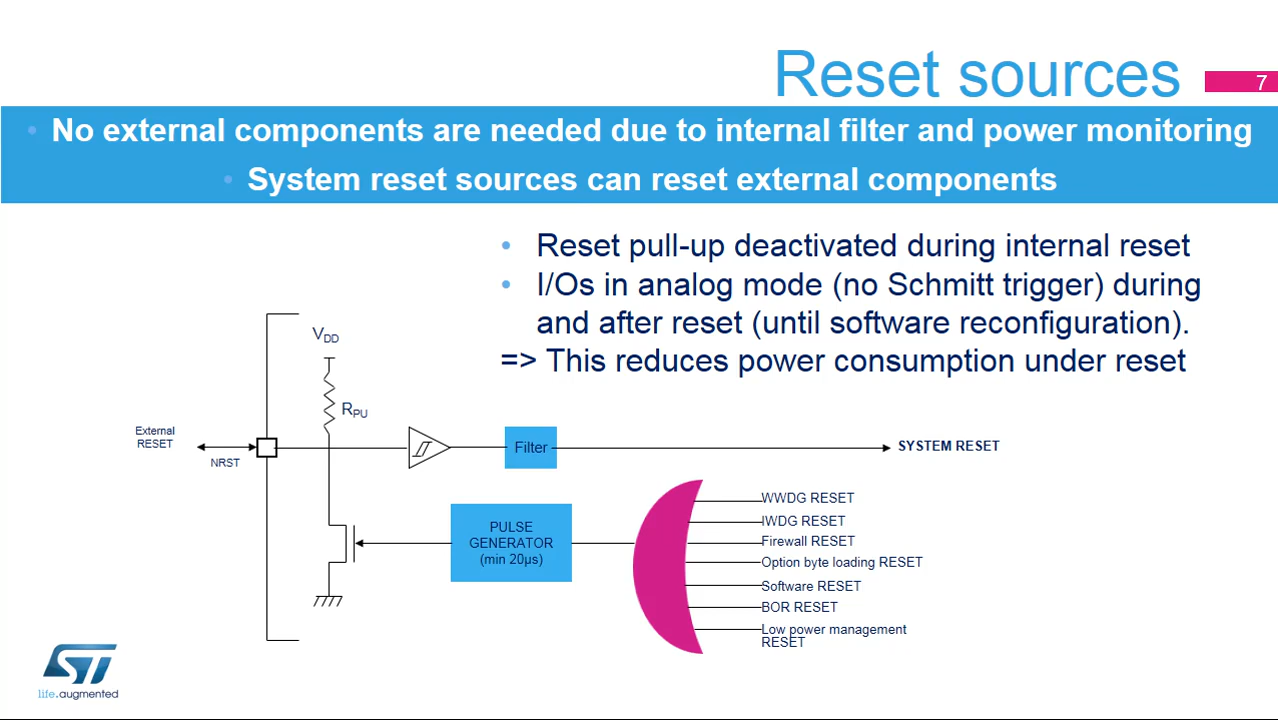 Reset sources
7
• No external components are needed due to internal filter and power monitoring
• System reset sources can reset external components
• Reset pull-up deactivated during internal reset
• I/Os in analog mode (no Schmitt trigger) during
and after reset (until software reconfiguration).
=> This reduces power consumption under reset
VDD
RPU
External
RESET
NRST
Filter
SYSTEM RESET
PULSE
GENERATOR
(min 20µs)
WWDG RESET
IWDG RESET
Firewall RESET
Option byte loading RESET
Software RESET
BOR RESET
Low power management
RESET
ST
life.augmented